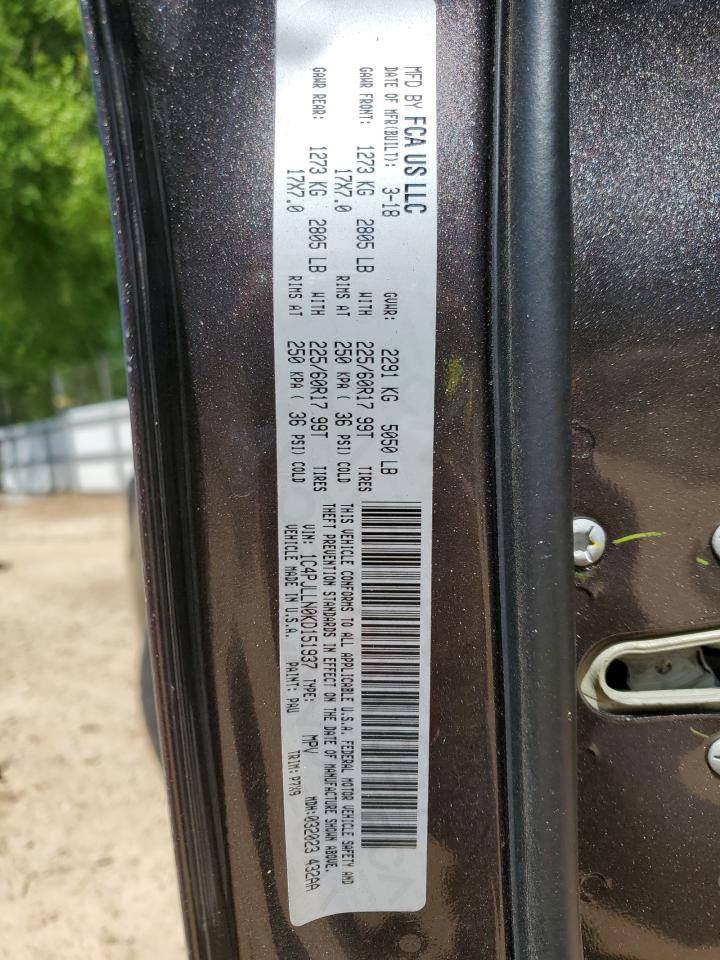 MFD BY FCA US LLC
DATE OF MFR(BUILT): 3-18 GVWR: 2291 KG 5050 LB
GAWR FRONT: 1273 KG 2805 LB WITH 225/60R17 99T TIRES
17X7.0 RIMS AT 250 KPA ( 36 PSI) COLD
GAWR REAR: 1273 KG 2805 LB WITH 225/60R17 99T TIRES
17X7.0 RIMS AT 250 KPA ( 36 PSI) COLD
THIS VEHICLE CONFORMS TO ALL APPLICABLE U.S.A. FEDERAL MOTOR VEHICLE SAFETY AND
THEFT PREVENTION STANDARDS IN EFFECT ON THE DATE OF MANUFACTURE SHOWN ABOVE.
VIN: 1C4PJLLN0KD151937 TYPE: MPV MDH:032023 432AA
VEHICLE MADE IN U.S.A. PAINT: PAU TRIM: P7X9